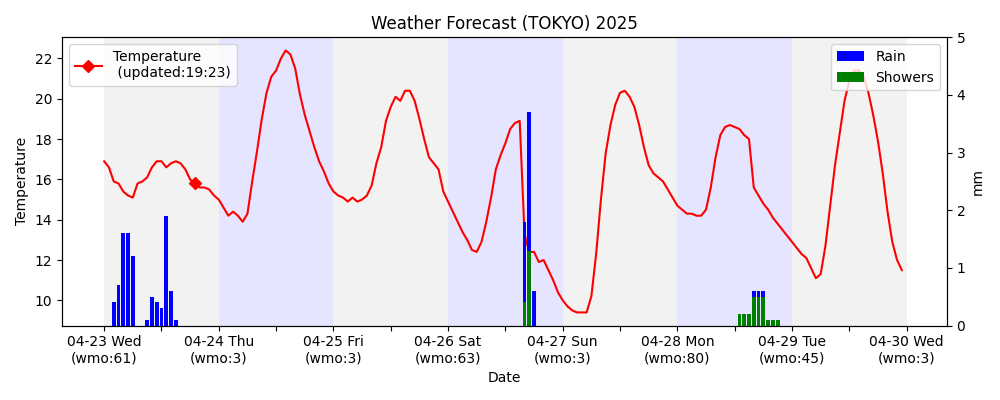 Weather Forecast (TOKYO) 2025
Temperature
(updated:19:23)
Rain
Showers
Temperature
22
20
18
16
14
12
10
5
4
3
2
1
0
mm
04-23 Wed
(wmo:61)
04-24 Thu
(wmo:3)
04-25 Fri
(wmo:3)
04-26 Sat
(wmo:63)
04-27 Sun
(wmo:3)
04-28 Mon
(wmo:80)
04-29 Tue
(wmo:45)
04-30 Wed
(wmo:3)
Date